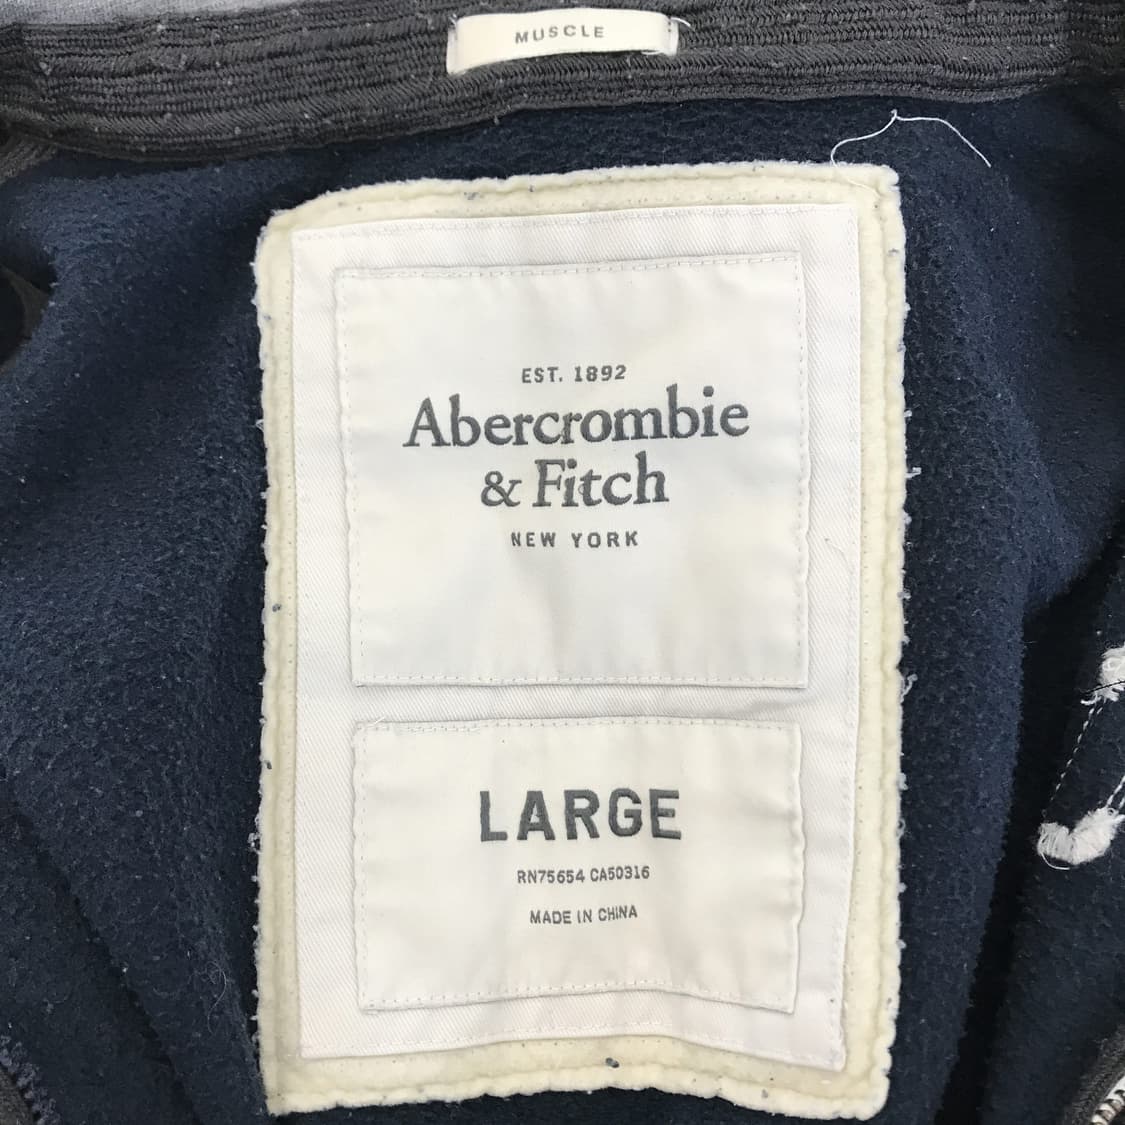 MUSCLE
EST. 1892
Abercrombie
& Fitch
NEW YORK
LARGE
RN75654 CA50316
MADE IN CHINA